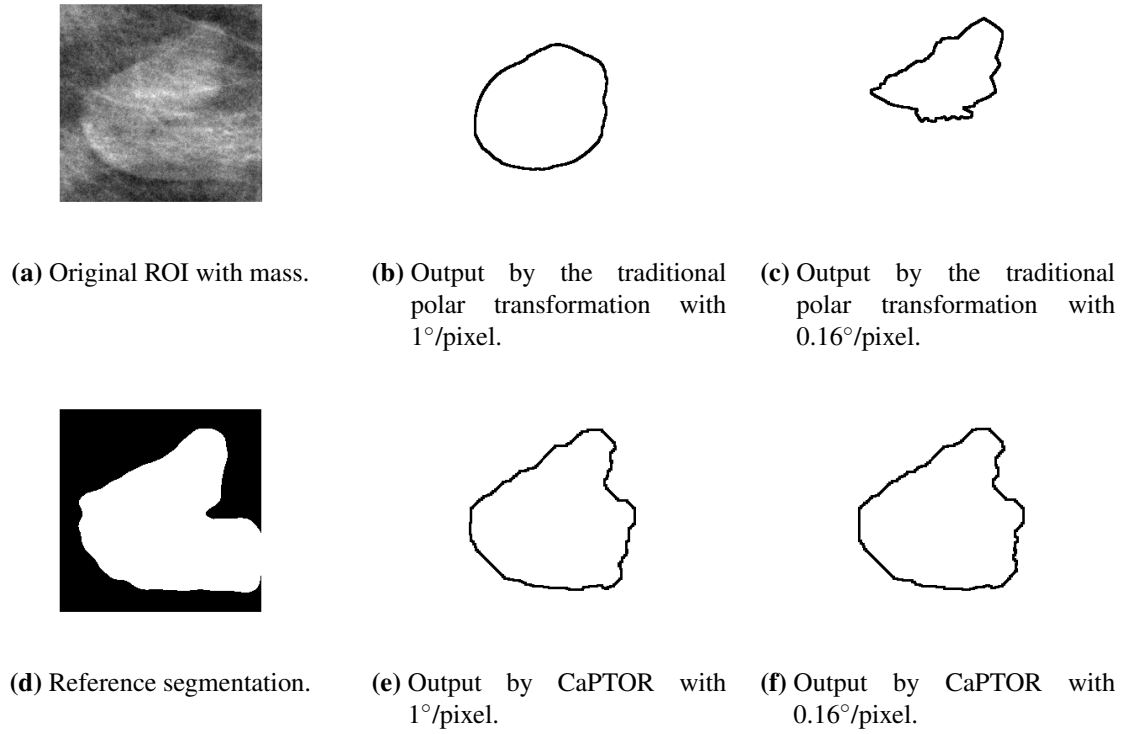 (a) Original ROI with mass.
(b) Output by the traditional
polar transformation with
1°/pixel.
(c) Output by the traditional
polar transformation with
0.16°/pixel.
(d) Reference segmentation.
(e) Output by CaPTOR with
1°/pixel.
(f) Output by CaPTOR with
0.16°/pixel.